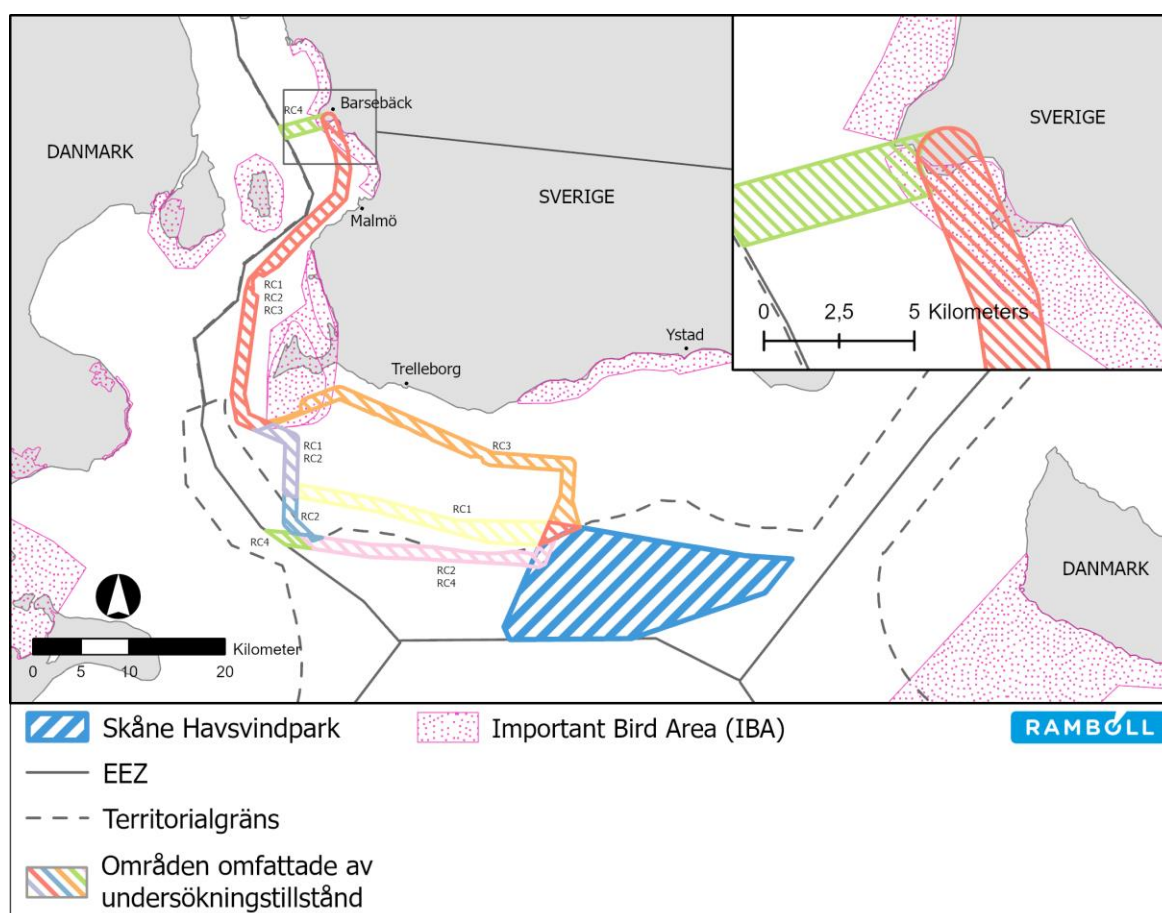 RC4
Barsebäck
DANMARK
SVERIGE
Malmö
RC1
RC2
RC3
Trelleborg
Ystad
RC1
RC2
RC3
RC2
RC1
RC4
RC2
RC4
DANMARK
0 5 10 20 Kilometer
SVERIGE
0 2,5 5 Kilometers
Skåne Havsvindpark
Important Bird Area (IBA)
RAMBOLL
EEZ
Territorialgräns
Områden omfattade av
undersökningstillstånd